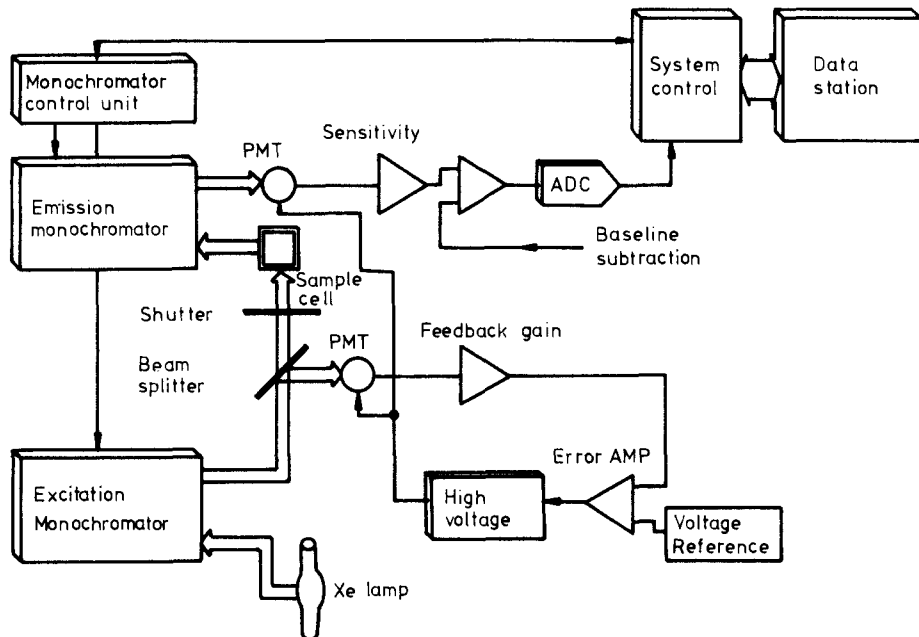 Monochromator
control unit
System
control
Data
station
Sensitivity
PMT
ADC
Emission
monochromator
Baseline
subtraction
Sample
cell
Shutter
PMT
Feedback gain
Beam
splitter
Error AMP
Excitation
Monochromator
High
voltage
Voltage
Reference
Xe lamp